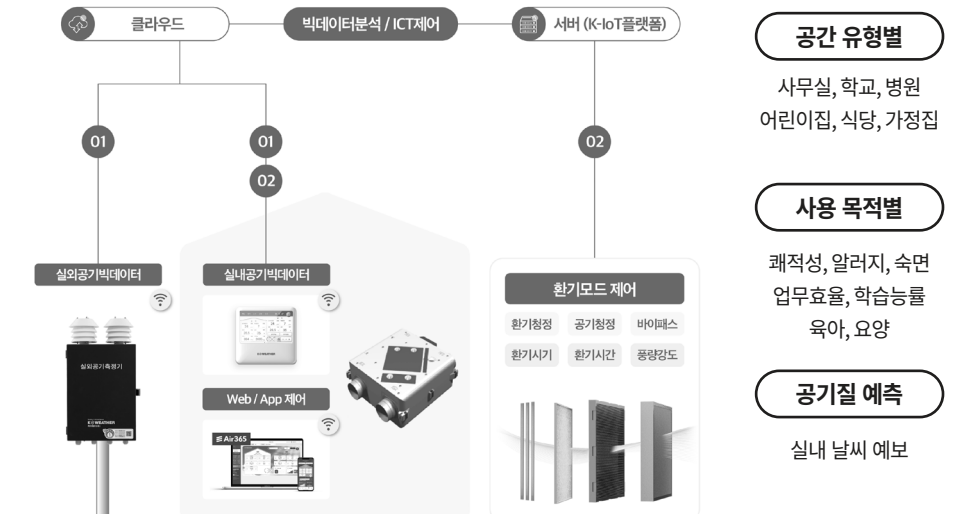 클라우드
빅데이터분석 / ICT제어
서버 (K-IoT플랫폼)
01
01
02
02
실외공기빅데이터
실외공기측정기
K WEATHER
실내공기빅데이터
K WEATHER
Web / App 제어
Air365
환기모드 제어
환기청정 공기청정 바이패스
환기시기 환기시간 풍량강도
공간 유형별
사무실, 학교, 병원
어린이집, 식당, 가정집
사용 목적별
쾌적성, 알러지, 숙면
업무효율, 학습능률
육아, 요양
공기질 예측
실내 날씨 예보